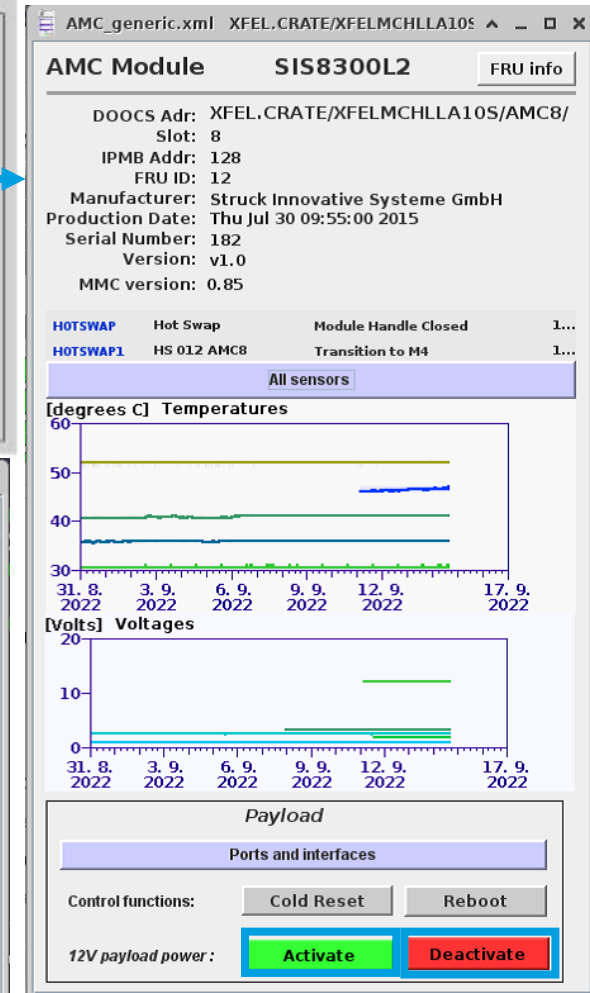 AMC_generic.xml XFEL.CRATE/XFELMCHLLA10S
AMC Module SIS8300L2 FRU info
DOOCS Adr: XFEL.CRATE/XFELMCHLLA10S/AMC8/
Slot: 8
IPMB Addr: 128
FRU ID: 12
Manufacturer: Struck Innovative Systeme GmbH
Production Date: Thu Jul 30 09:55:00 2015
Serial Number: 182
Version: v1.0
MMC version: 0.85
HOTSWAP Hot Swap Module Handle Closed 1...
HOTSWAP1 HS 012 AMC8 Transition to M4 1...
All sensors
[degrees C] Temperatures
60
50
40
30
31. 8. 3. 9. 6. 9. 9. 9. 12. 9. 17. 9.
2022 2022 2022 2022 2022 2022
[Volts] Voltages
20
10
0
31. 8. 3. 9. 6. 9. 9. 9. 12. 9. 17. 9.
2022 2022 2022 2022 2022 2022
Payload
Ports and interfaces
Control functions: Cold Reset Reboot
12V payload power : Activate Deactivate